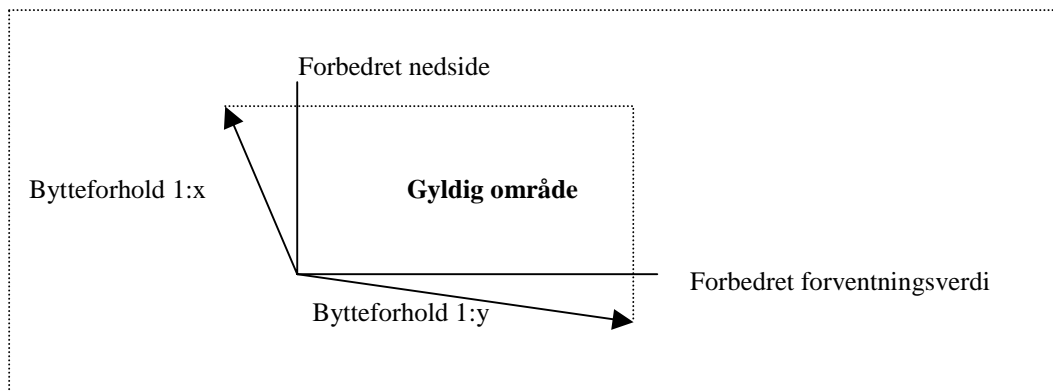 Forbedret nedside
Bytteforhold 1:x
Gyldig område
Forbedret forventningsverdi
Bytteforhold 1:y